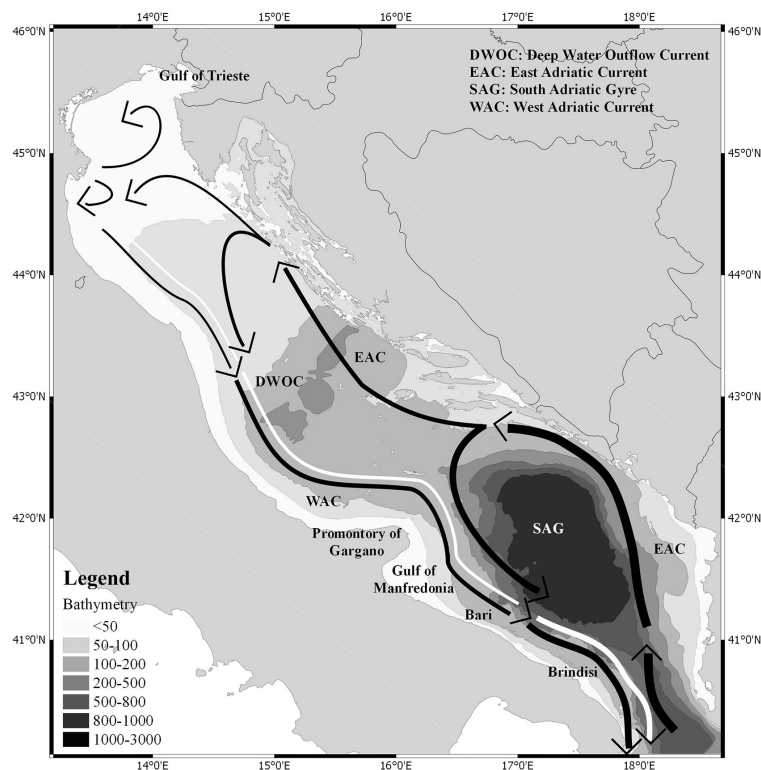 14°0'E 15°0'E 16°0'E 17°0'E 18°0'E
46°0'N
46°0'N
DWOC: Deep Water Outflow Current
EAC: East Adriatic Current
SAG: South Adriatic Gyre
WAC: West Adriatic Current
Gulf of Trieste
45°0'N
45°0'N
44°0'N
44°0'N
EAC
DWOC
43°0'N
43°0'N
WAC
42°0'N
42°0'N
SAG
Promontory of
Gargano
EAC
Gulf of
Manfredonia
Bari
Brindisi
41°0'N
41°0'N
Legend
Bathymetry
<50
50-100
100-200
200-500
500-800
800-1000
1000-3000
14°0'E 15°0'E 16°0'E 17°0'E 18°0'E